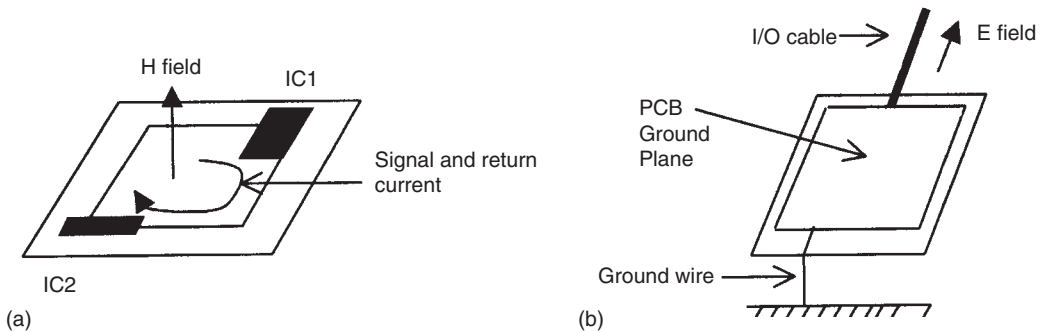 H field
IC1
Signal and return
current
IC2
(a)
I/O cable
E field
PCB
Ground
Plane
Ground wire
(b)